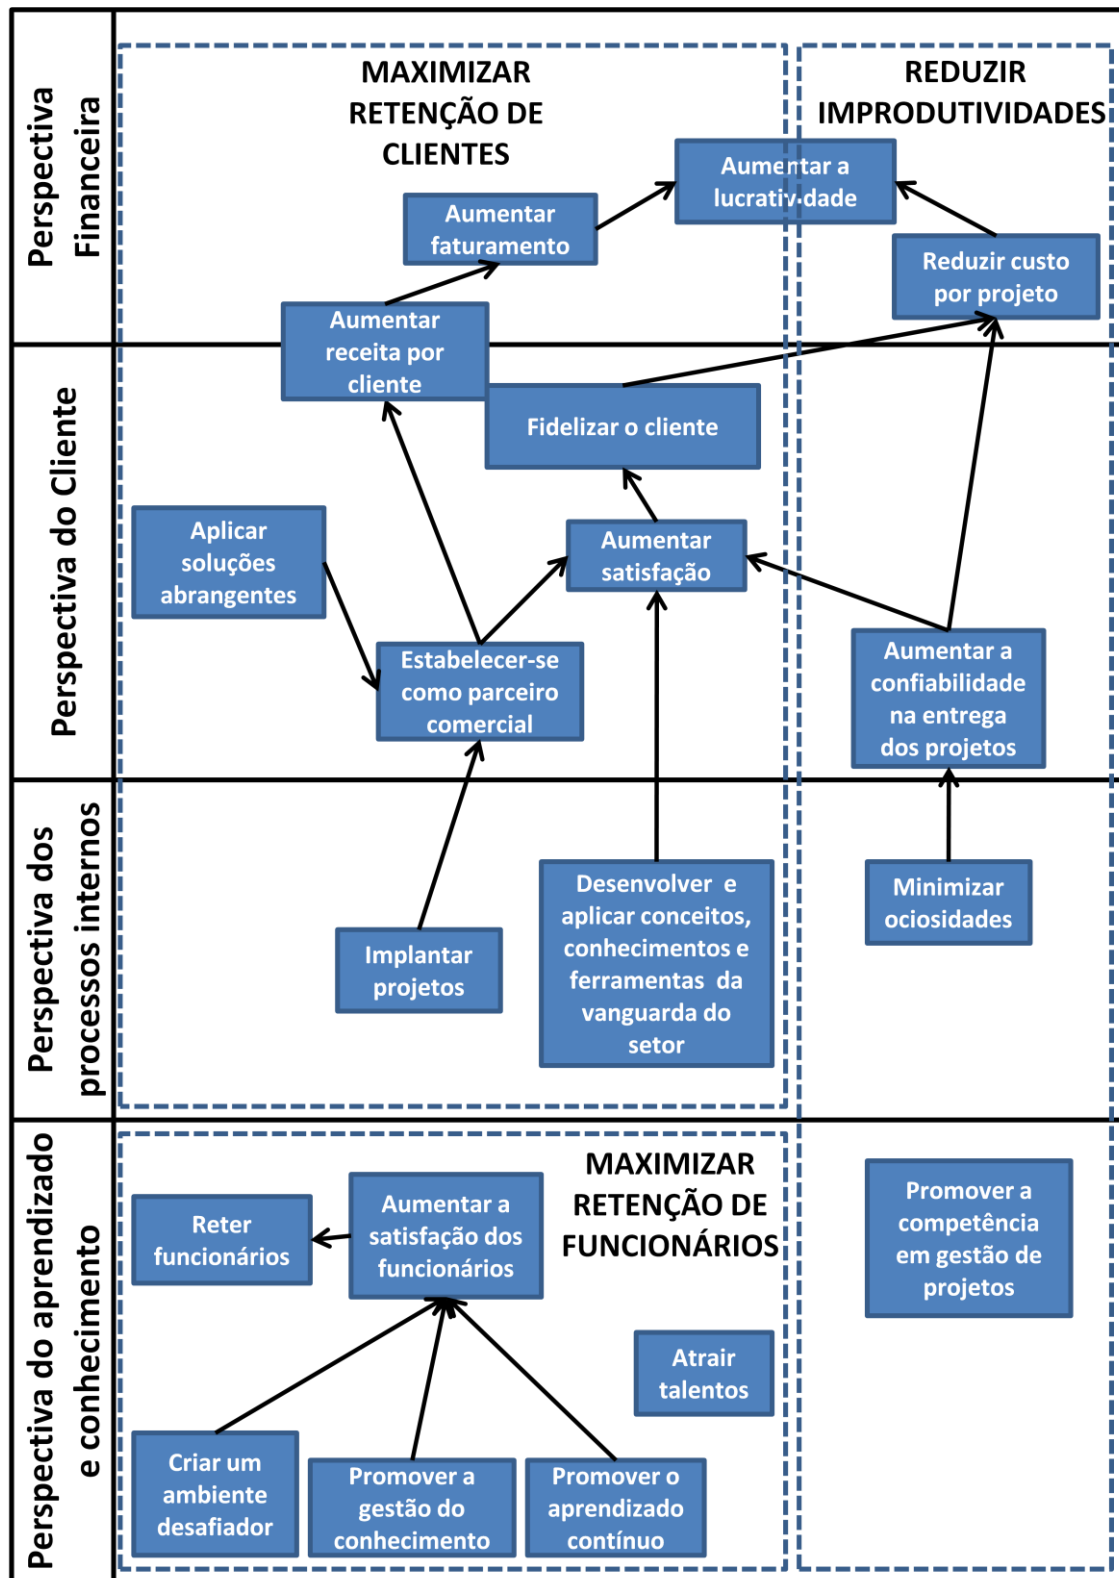 Perspectiva
Financeira
MAXIMIZAR
RETENÇÃO DE
CLIENTES
REDUZIR
IMPRODUTIVIDADES
Aumentar a
lucratividade
Aumentar
faturamento
Reduzir custo
por projeto
Aumentar
receita por
cliente
Perspectiva do Cliente
Fidelizar o cliente
Aplicar
soluções
abrangentes
Aumentar
satisfação
Estabelecer-se
como parceiro
comercial
Aumentar a
confiabilidade
na entrega
dos projetos
Perspectiva dos
processos internos
Implantar
projetos
Desenvolver e
aplicar conceitos,
conhecimentos e
ferramentas da
vanguarda do
setor
Minimizar
ociosidades
Perspectiva do aprendizado
e conhecimento
MAXIMIZAR
RETENÇÃO DE
FUNCIONÁRIOS
Reter
funcionários
Aumentar a
satisfação dos
funcionários
Promover a
competência
em gestão de
projetos
Atrair
talentos
Criar um
ambiente
desafiador
Promover a
gestão do
conhecimento
Promover o
aprendizado
contínuo